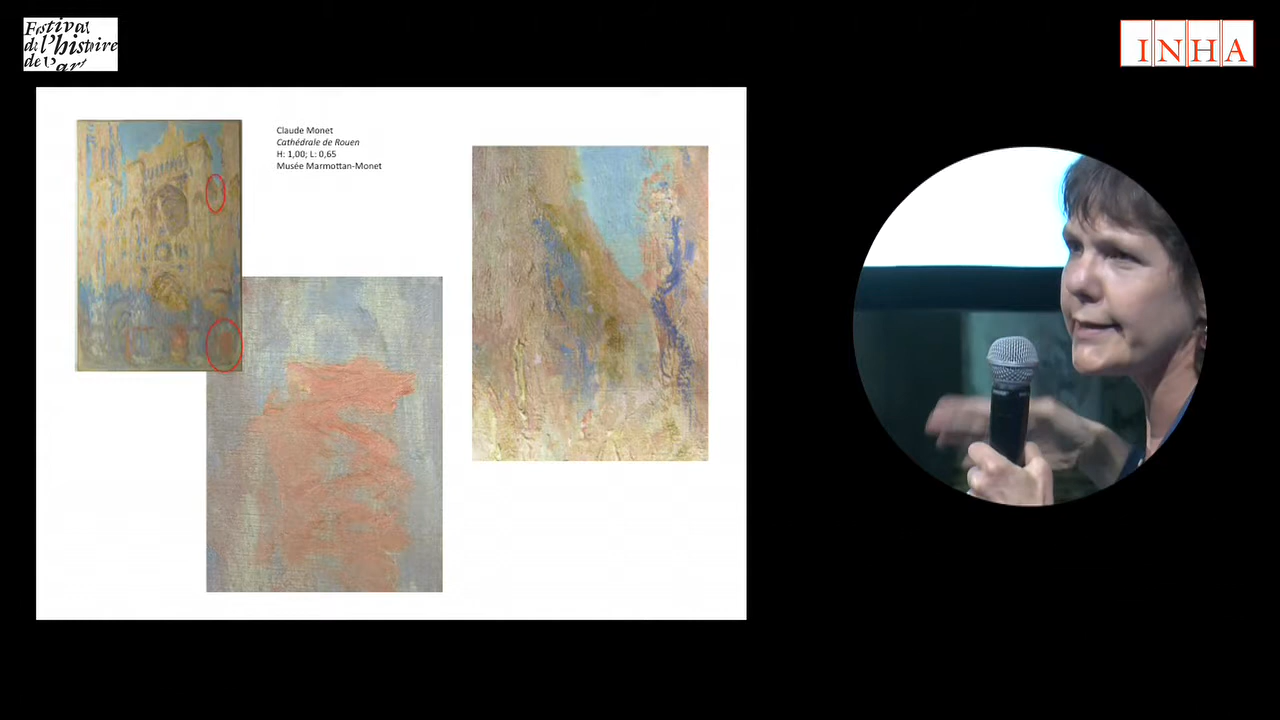 Festival
de l'histoire
de l'art
INHA
Claude Monet
Cathédrale de Rouen
H: 1,00; L: 0,65
Musée Marmottan-Monet